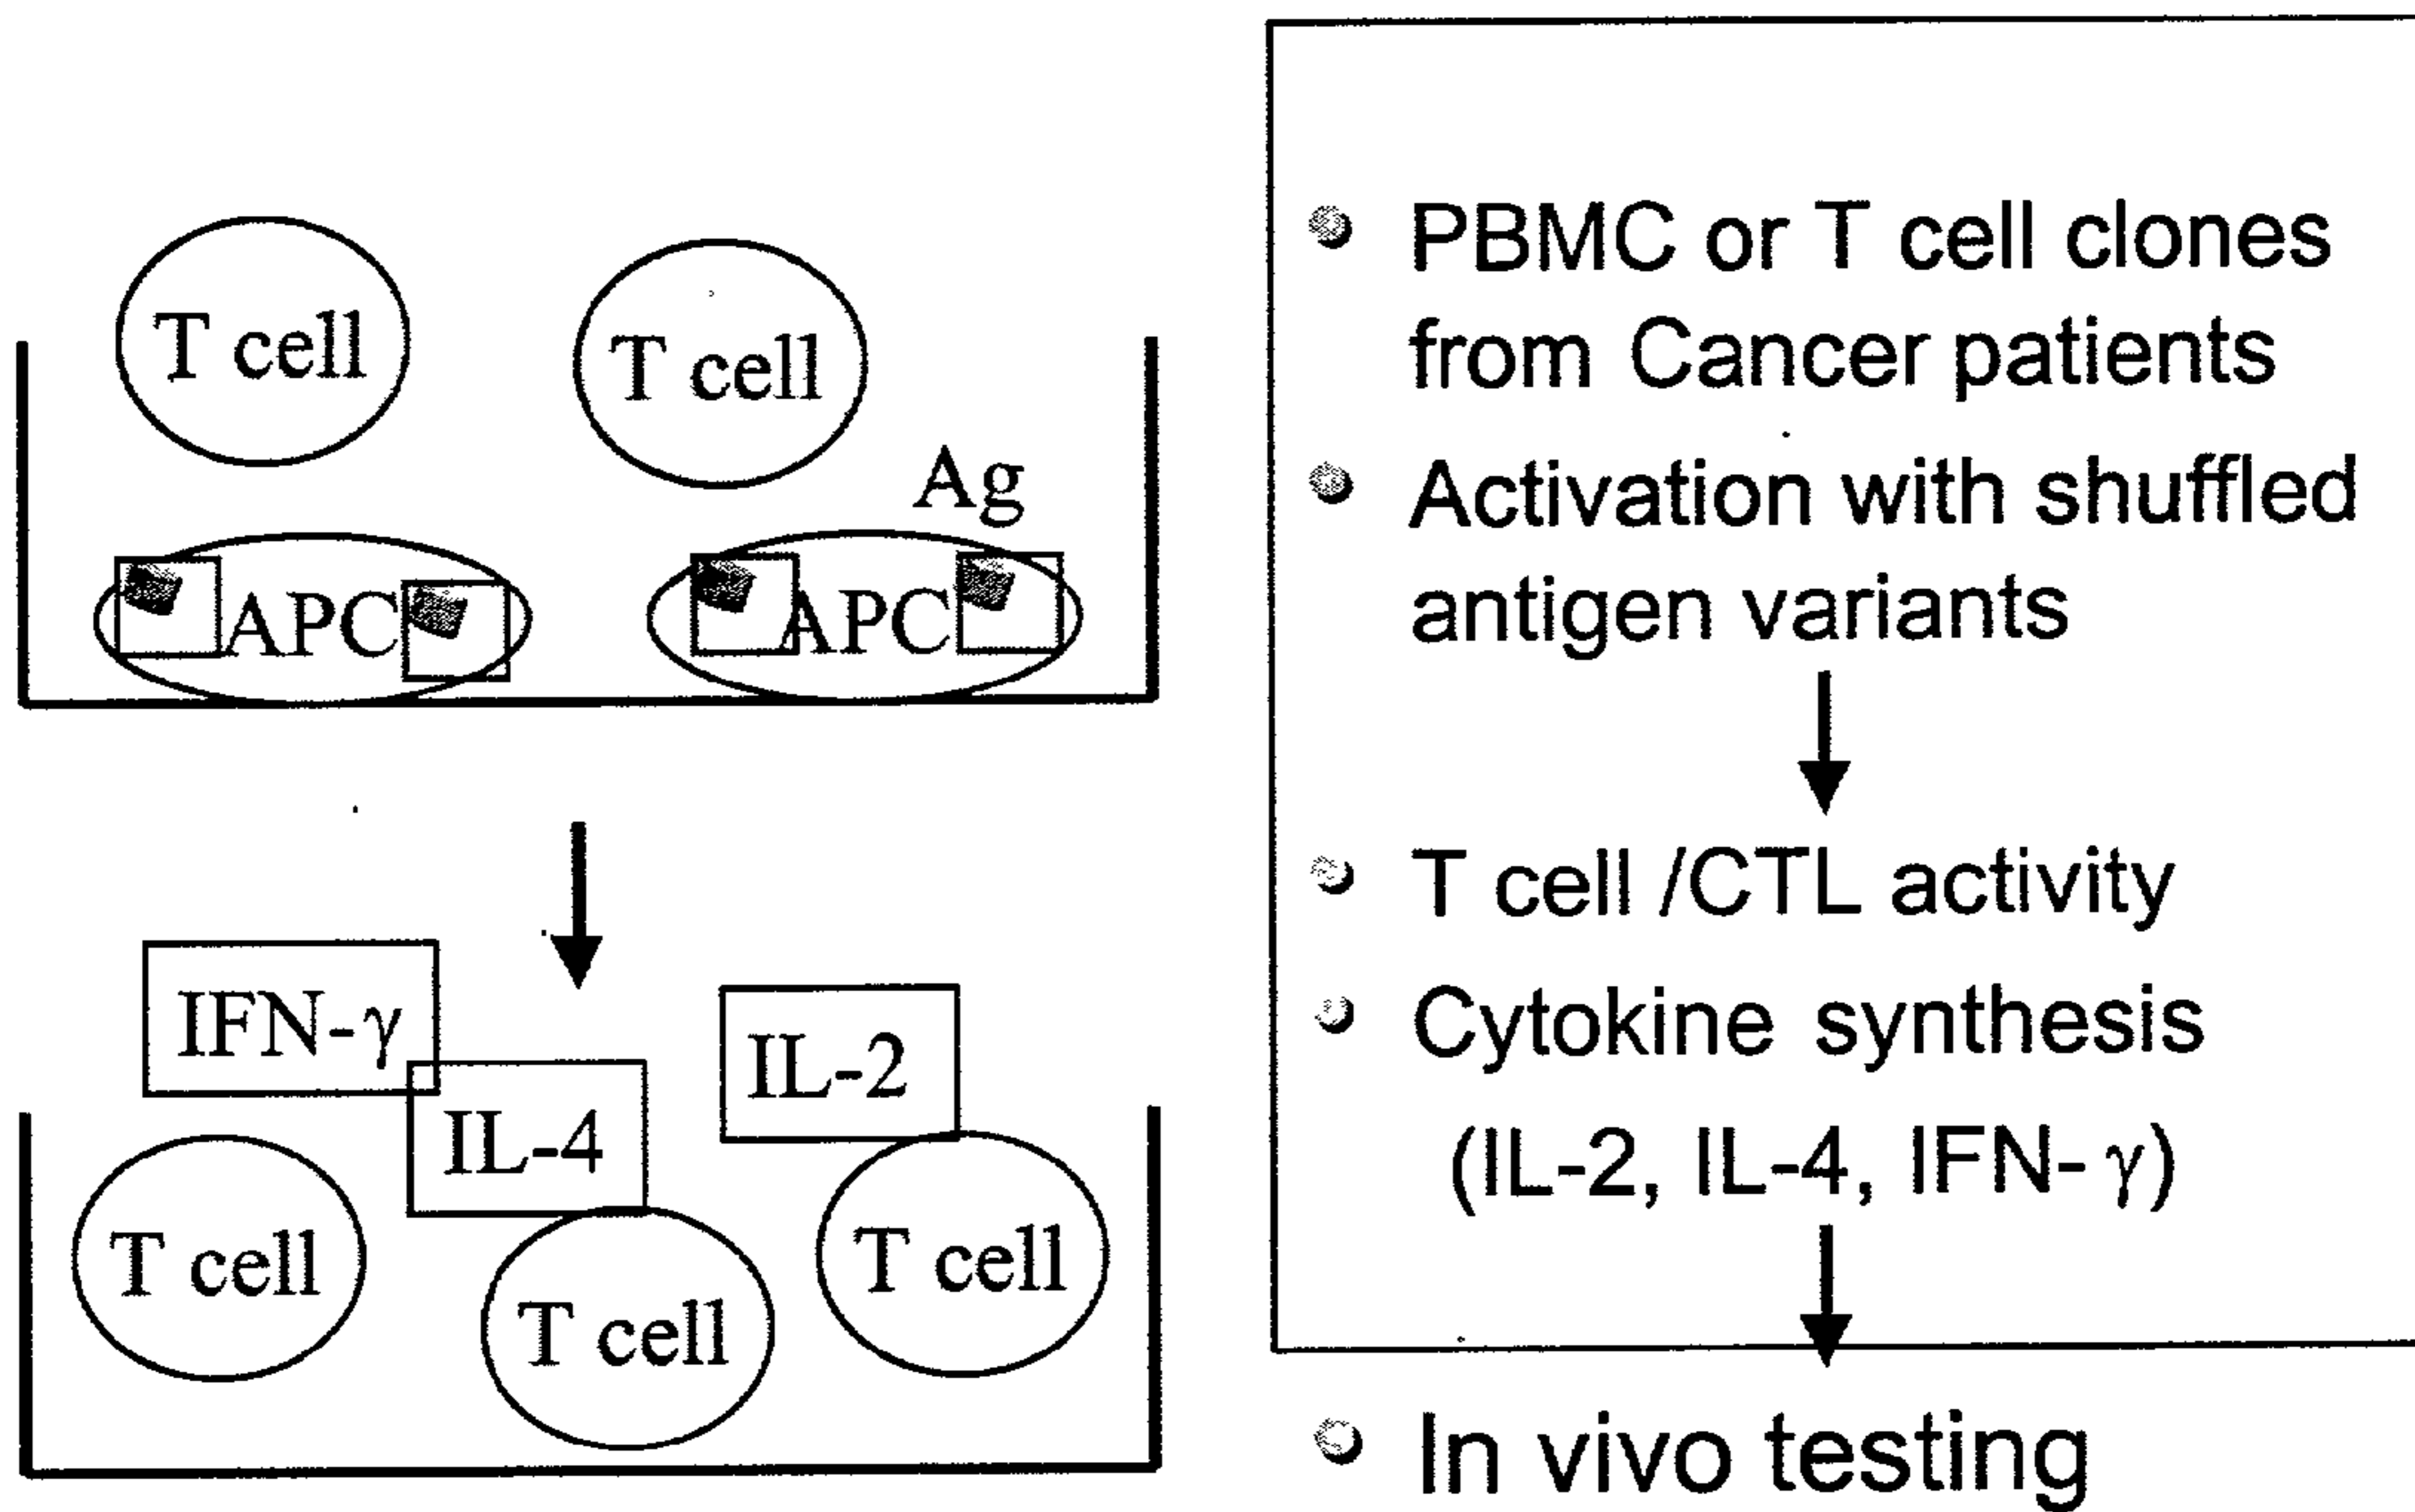 T cell
T cell
Ag
APC
APC
IFN-γ
IL-4
IL-2
T cell
T cell
T cell
PBMC or T cell clones
from Cancer patients
Activation with shuffled
antigen variants
T cell /CTL activity
Cytokine synthesis
(IL-2, IL-4, IFN- γ)
In vivo testing